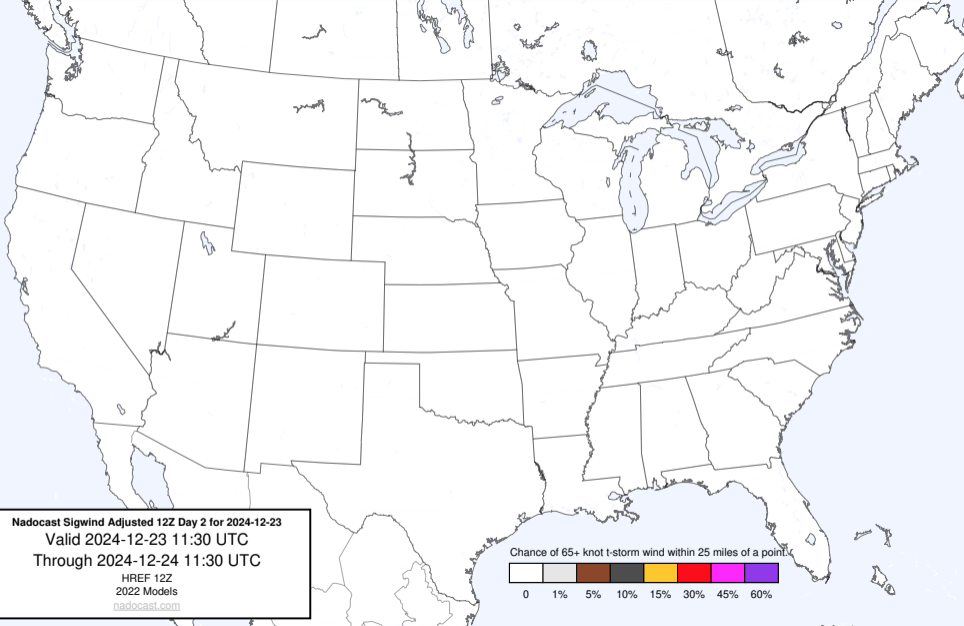 Nadocast Sigwind Adjusted 12Z Day 2 for 2024-12-23
Valid 2024-12-23 11:30 UTC
Through 2024-12-24 11:30 UTC
HREF 12Z
2022 Models
nadocast.com
Chance of 65+ knot t-storm wind within 25 miles of a point.
0 1% 5% 10% 15% 30% 45% 60%